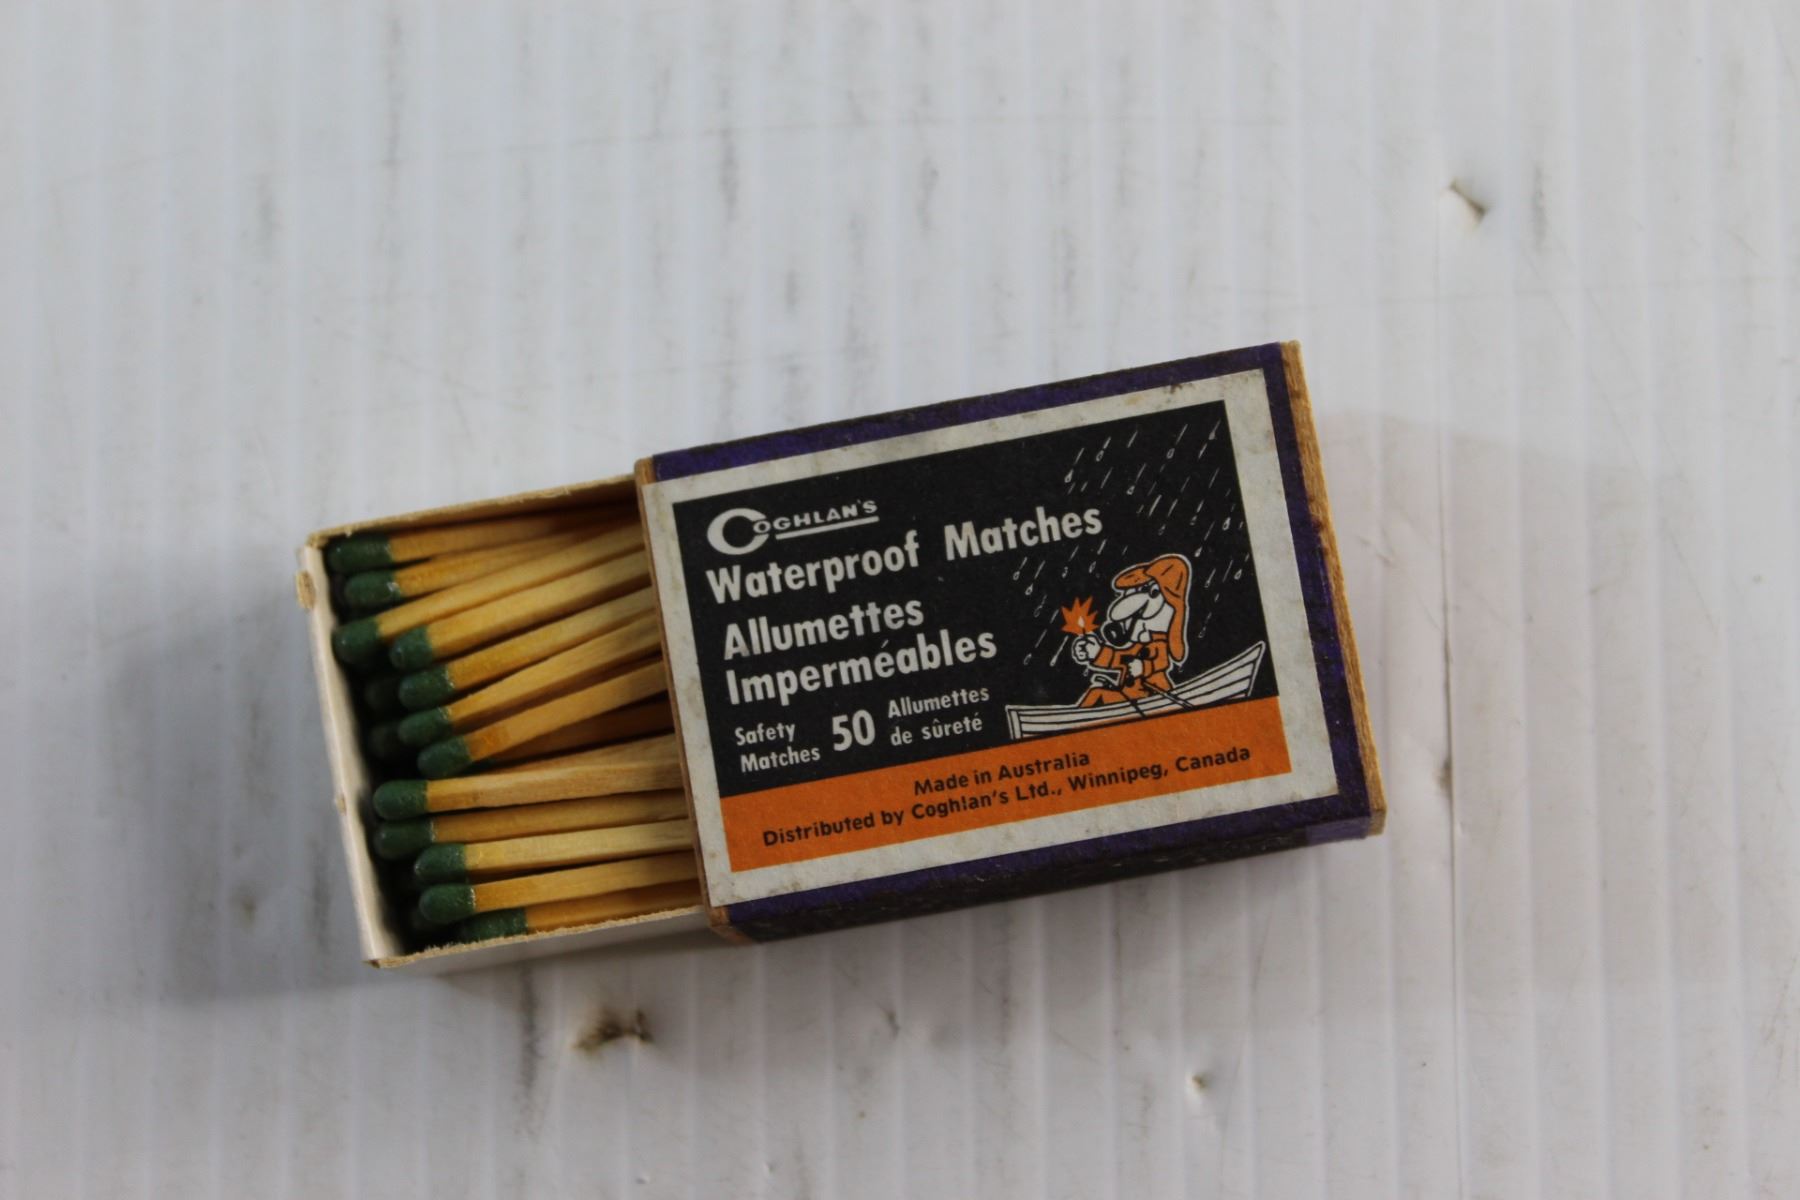 COGHLAN'S
Waterproof Matches
Allumettes
Imperméables
Safety
Matches
50
Allumettes
de sûreté
Made in Australia
Distributed by Coghlan's Ltd., Winnipeg, Canada